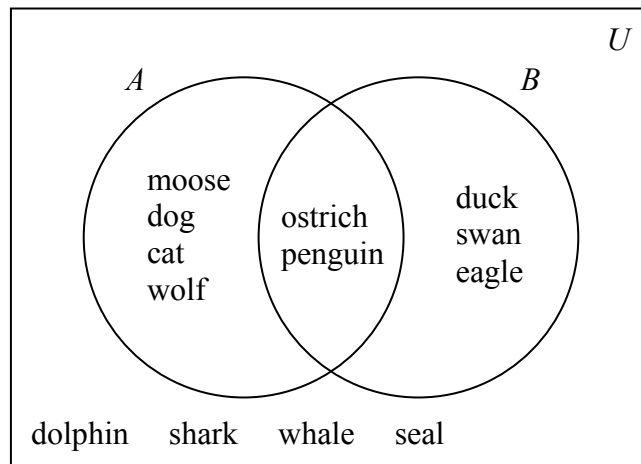 U
A
B
moose
dog
cat
wolf
ostrich
penguin
duck
swan
eagle
dolphin shark whale seal